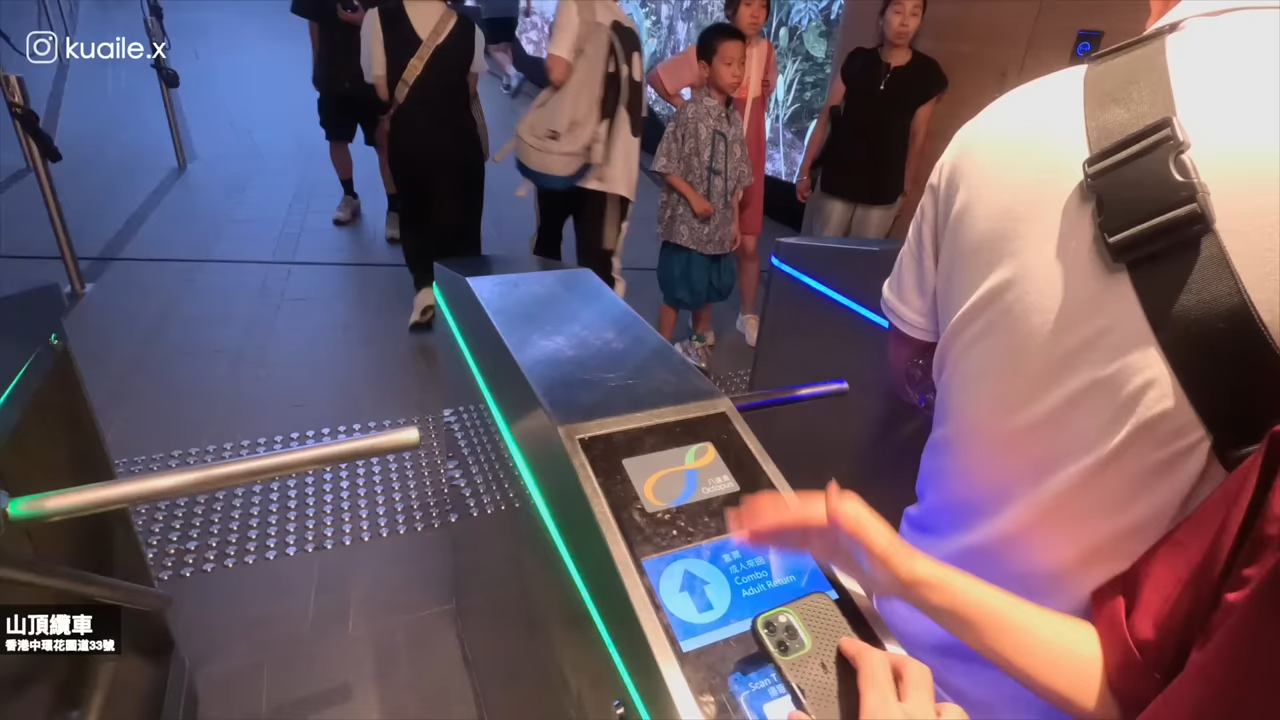 kuaile.x
八達通
Octopus
套票
成人來回
Combo
Adult Return
Scan T
山頂纜車
香港中環花園道33號